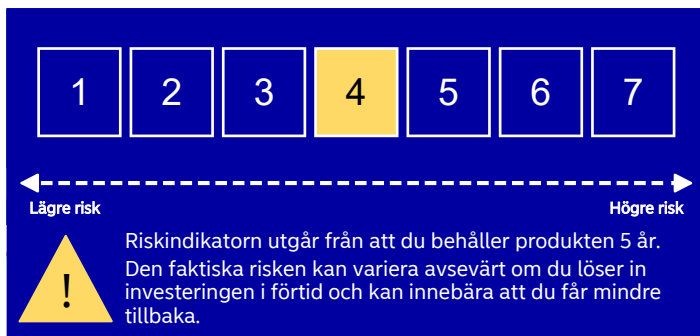 1 2 3 4 5 6 7
Lägre risk Högre risk
Riskindikatorn utgår från att du behåller produkten 5 år.
Den faktiska risken kan variera avsevärt om du löser in
investeringen i förtid och kan innebära att du får mindre
tillbaka.
!